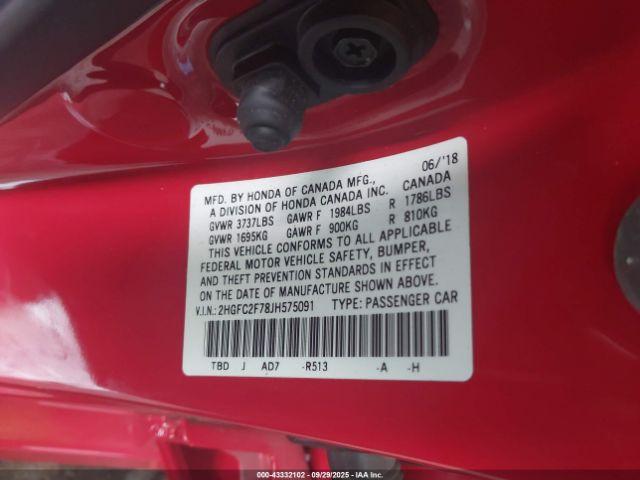 06/'18
MFD. BY HONDA OF CANADA MFG., CANADA
A DIVISION OF HONDA CANADA INC.
GVWR 3737LBS GAWR F 1984LBS R 1786LBS
GVWR 1695KG GAWR F 900KG R 810KG
THIS VEHICLE CONFORMS TO ALL APPLICABLE
FEDERAL MOTOR VEHICLE SAFETY, BUMPER,
AND THEFT PREVENTION STANDARDS IN EFFECT
ON THE DATE OF MANUFACTURE SHOWN ABOVE.
V.I.N.: 2HGFC2F78JH575091 TYPE: PASSENGER CAR
TBD J AD7 -R513 -A -H
000-43332102 - 09/29/2025 - IAA Inc.